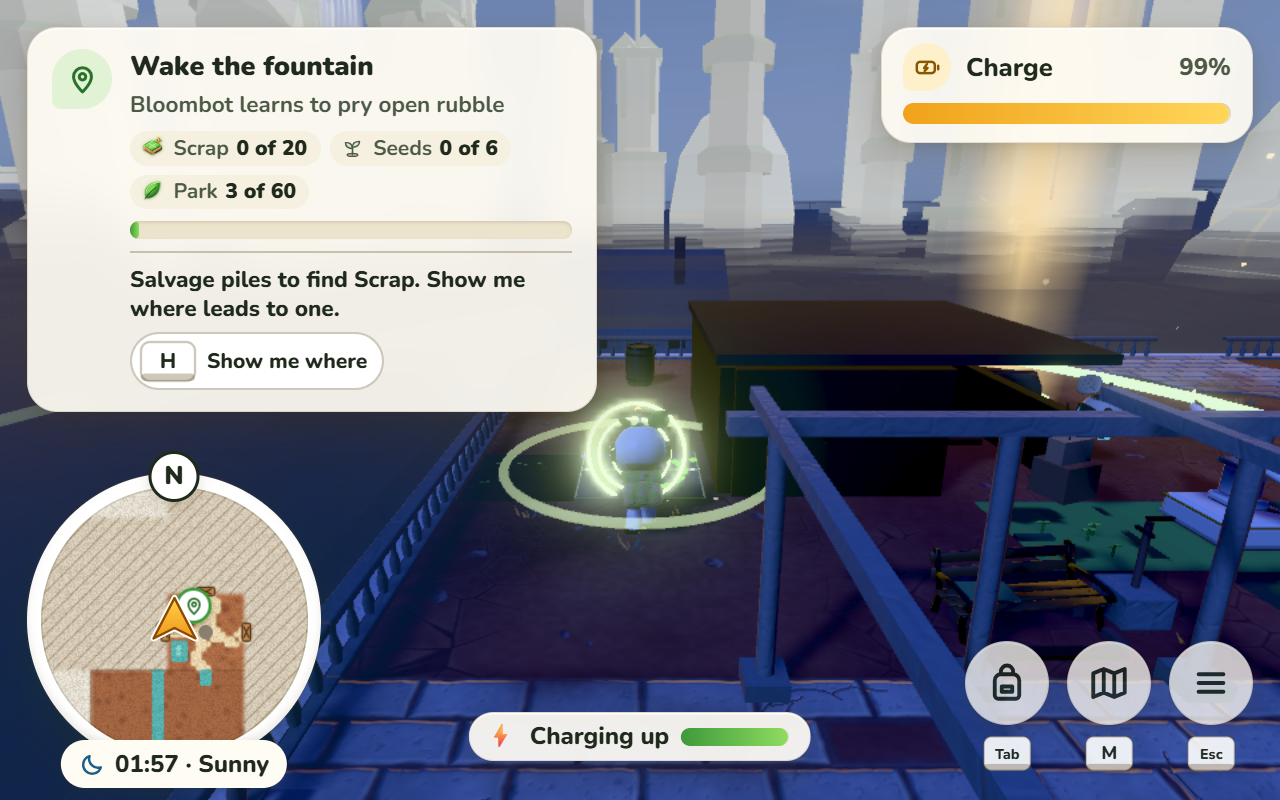 Wake the fountain
Bloombot learns to pry open rubble
Scrap 0 of 20
Seeds 0 of 6
Park 3 of 60
Salvage piles to find Scrap. Show me
where leads to one.
H Show me where
Charge 99%
N
01:57 · Sunny
Charging up
Tab
M
Esc